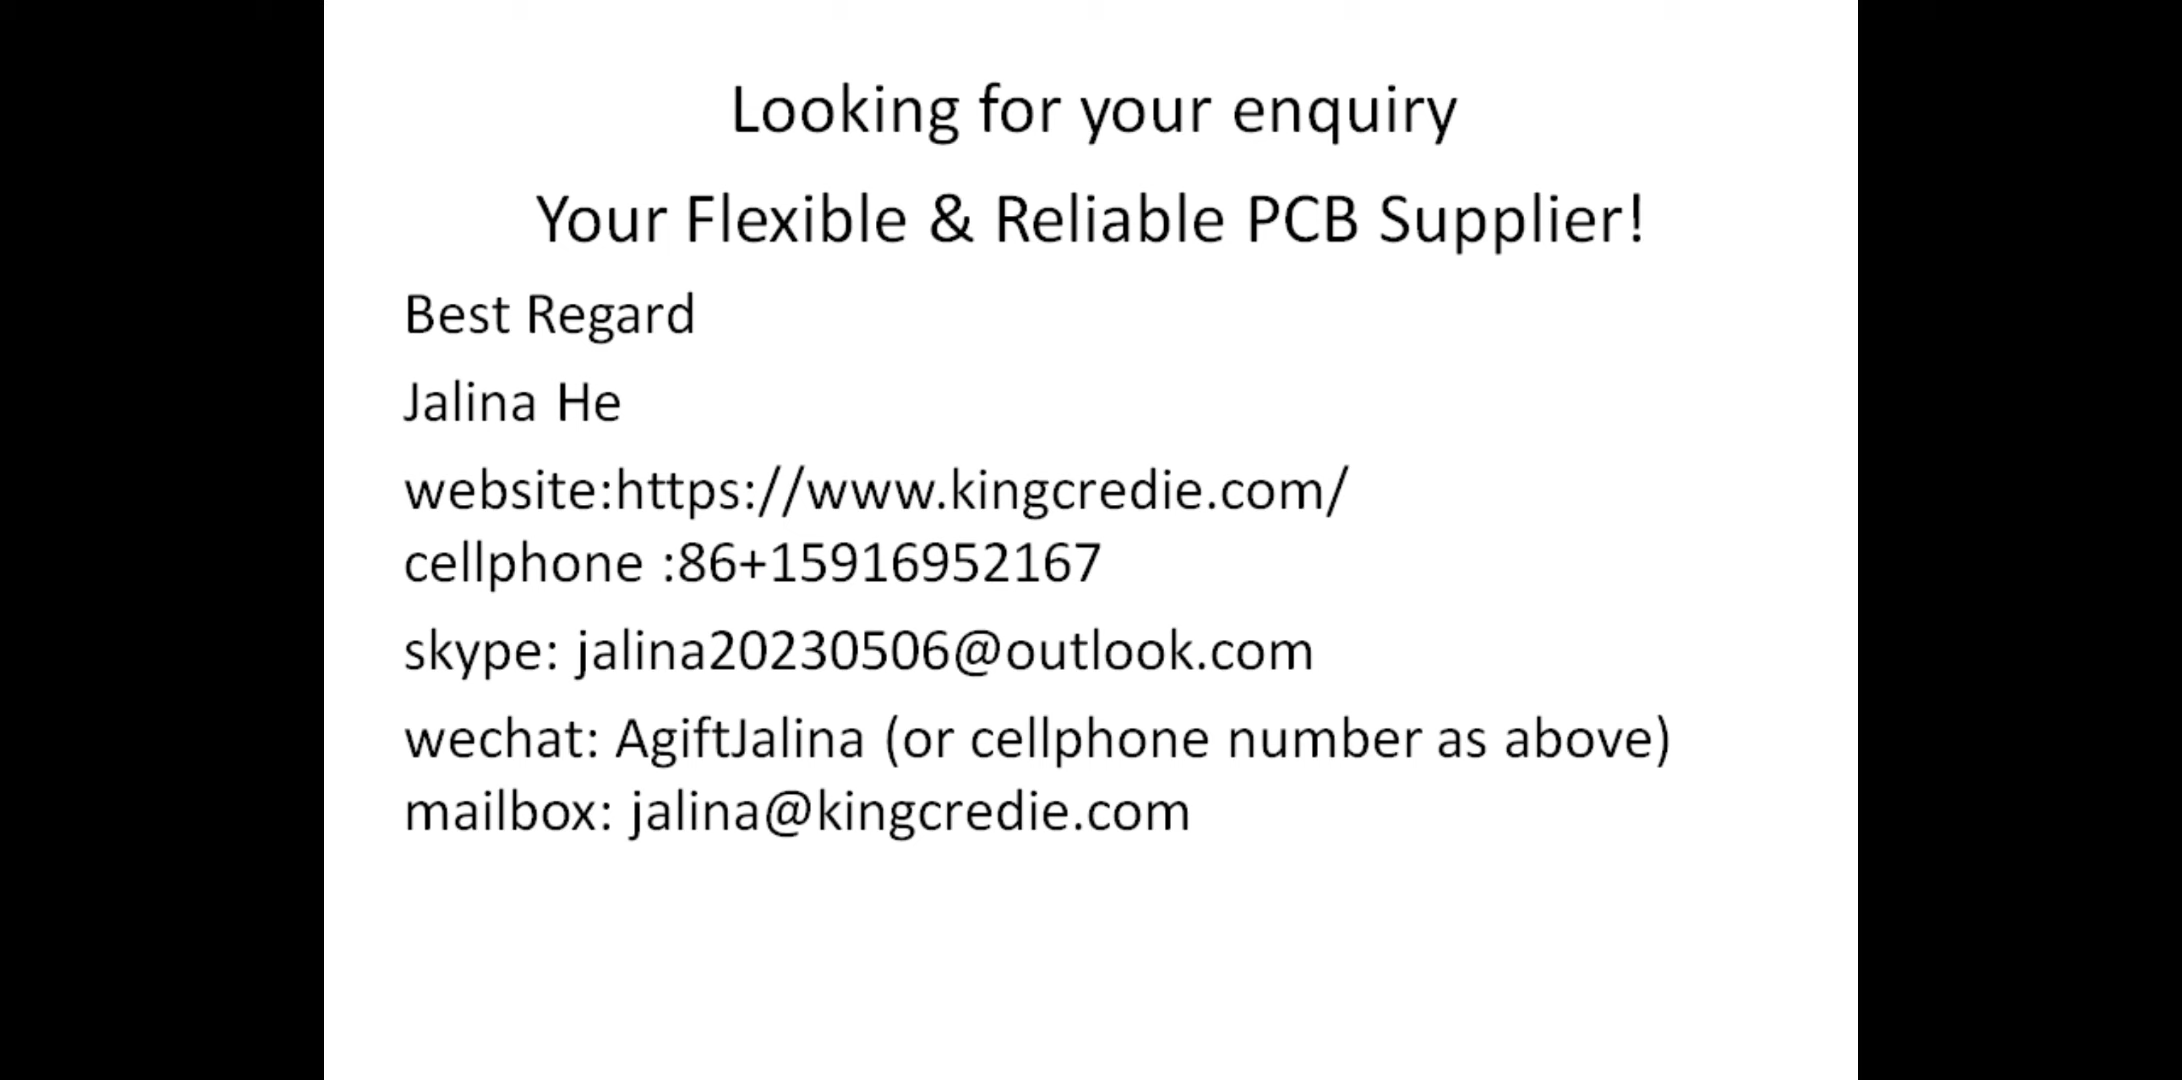 Looking for your enquiry
Your Flexible & Reliable PCB Supplier!
Best Regard
Jalina He
website:https://www.kingcredie.com/
cellphone :86+15916952167
skype: jalina20230506@outlook.com
wechat: AgiftJalina (or cellphone number as above)
mailbox: jalina@kingcredie.com